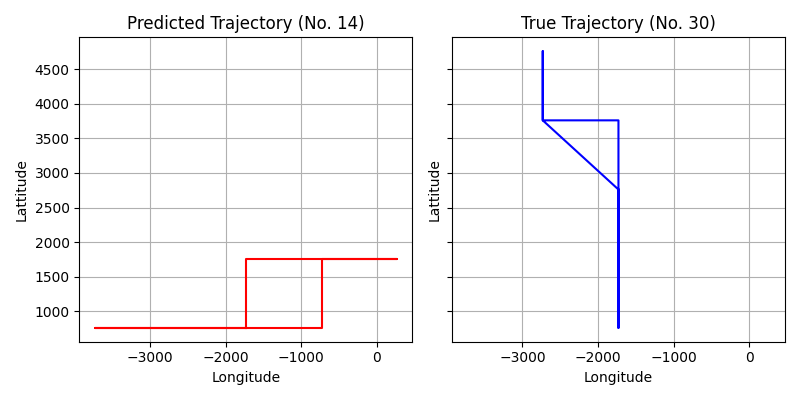 Predicted Trajectory (No. 14)
True Trajectory (No. 30)
Lattitude
4500
4000
3500
3000
2500
2000
1500
1000
−3000
−2000
−1000
0
Longitude
Lattitude
−3000
−2000
−1000
0
Longitude